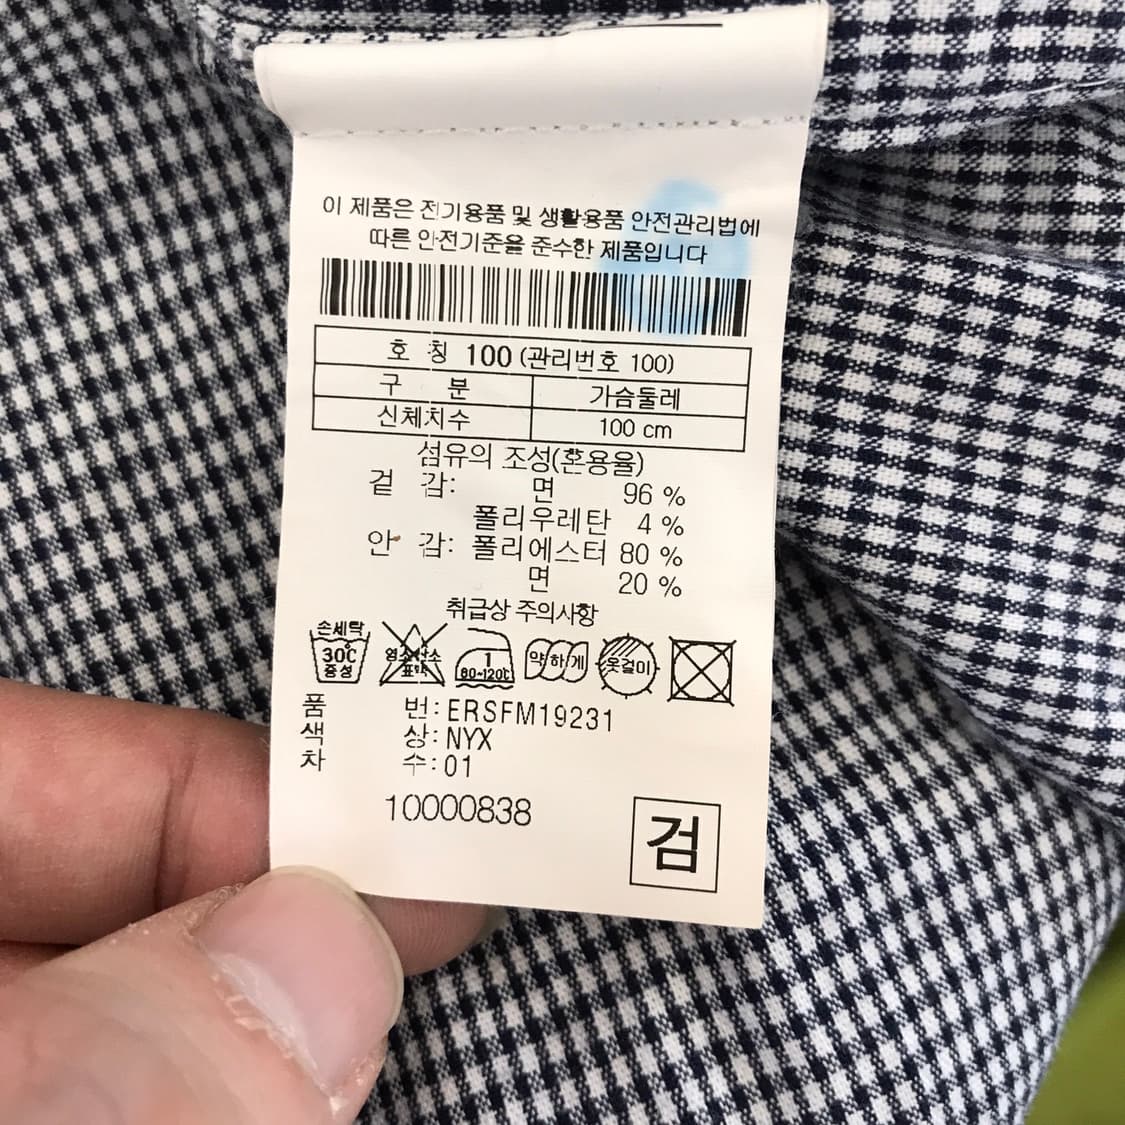 이 제품은 전기용품 및 생활용품 안전관리법에
따른 안전기준을 준수한 제품입니다
호 칭 100 (관리번호 100)
구 분 가슴둘레
신체치수 100 cm
섬유의 조성(혼용율)
겉 감: 면 96 %
폴리우레탄 4 %
안 감: 폴리에스터 80 %
면 20 %
취급상 주의사항
손세탁
30℃
중성
염소산소
표백
1
80~120℃
약하게
옷걸이
품 번: ERSFM19231
색 상: NYX
차 수: 01
10000838
검